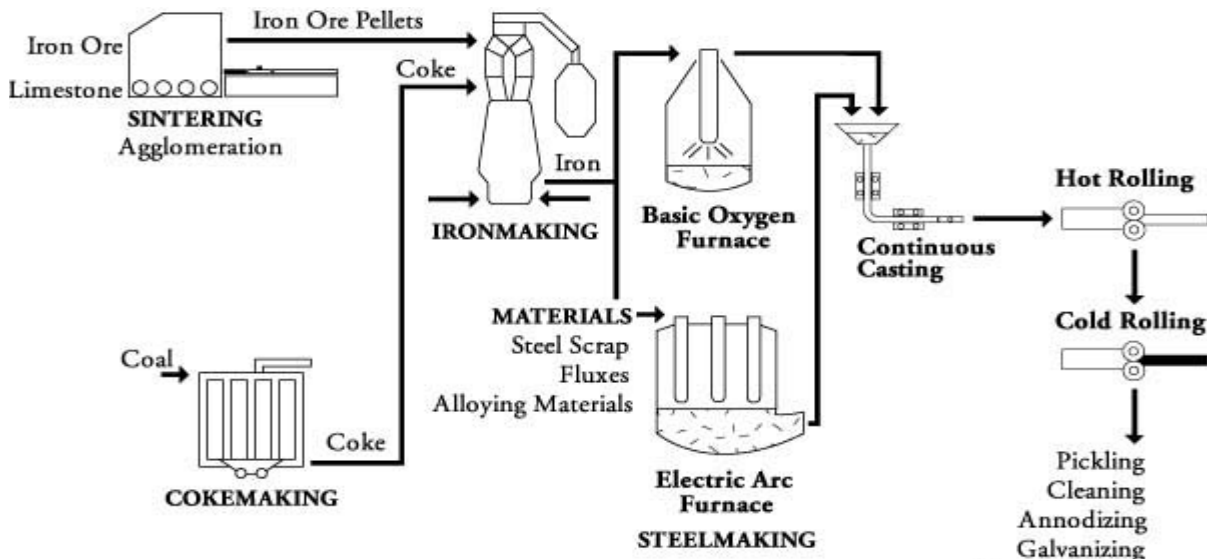 Iron Ore Pellets
Iron Ore
Limestone
SINTERING
Agglomeration
Coke
Iron
IRONMAKING
Basic Oxygen
Furnace
Continuous
Casting
Hot Rolling
Cold Rolling
MATERIALS
Steel Scrap
Fluxes
Alloying Materials
Coal
Coke
COKEMAKING
Electric Arc
Furnace
STEELMAKING
Pickling
Cleaning
Annodizing
Galvanizing